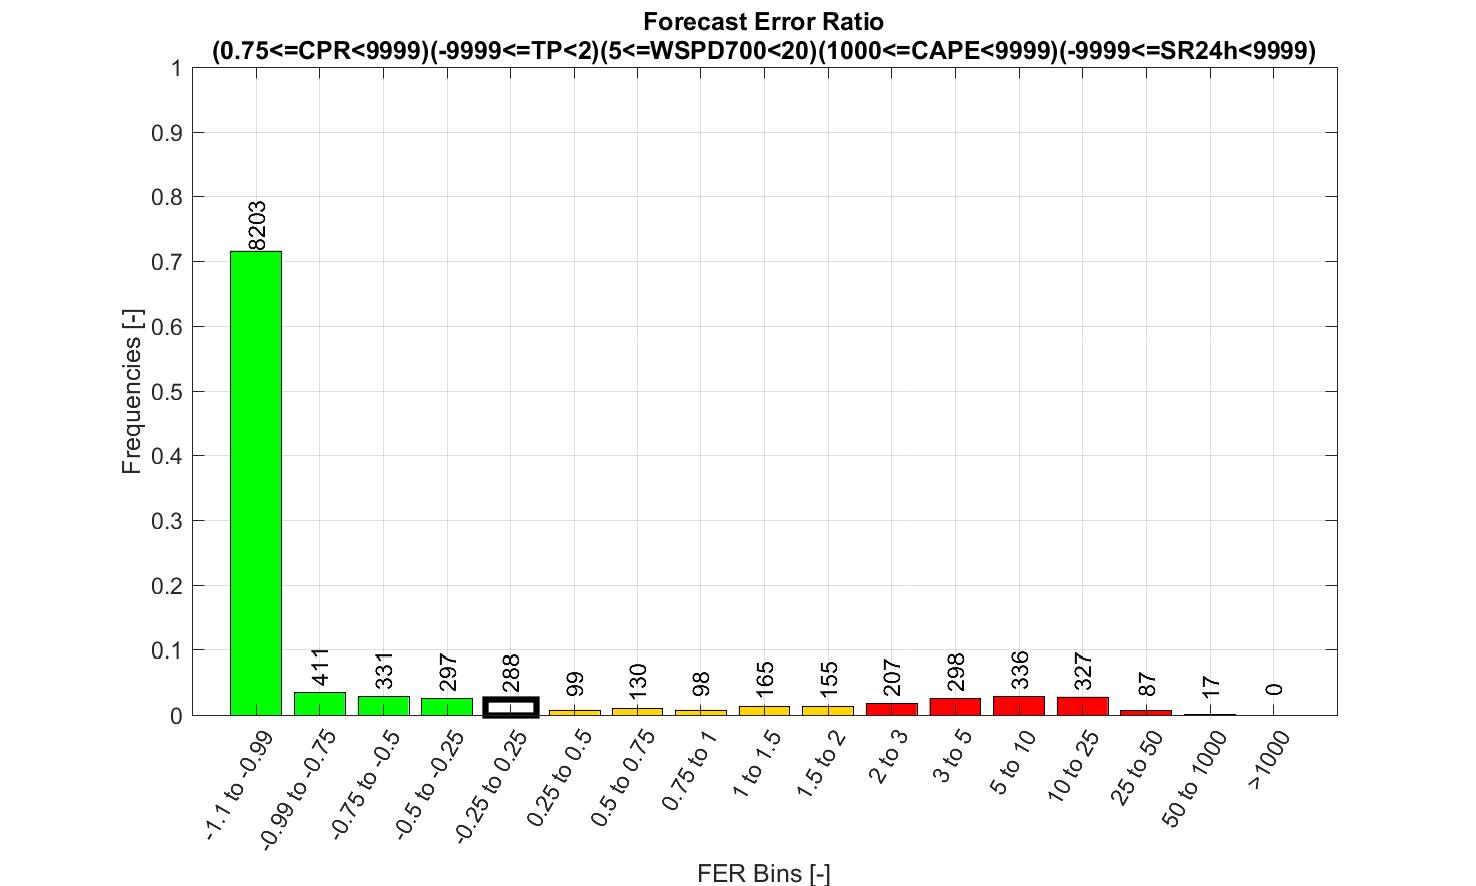 Forecast Error Ratio
(0.75<=CPR<9999)(-9999<=TP<2)(5<=WSPD700<20)(1000<=CAPE<9999)(-9999<=SR24h<9999)
1
0.9
0.8
0.7
0.6
0.5
0.4
0.3
0.2
0.1
0
Frequencies [-]
8203
411
331
297
288
99
130
98
165
155
207
298
336
327
87
17
0
-1.1 to -0.99
-0.99 to -0.75
-0.75 to -0.5
-0.5 to -0.25
-0.25 to 0.25
0.25 to 0.5
0.5 to 0.75
0.75 to 1
1 to 1.5
1.5 to 2
2 to 3
3 to 5
5 to 10
10 to 25
25 to 50
50 to 1000
>1000
FER Bins [-]